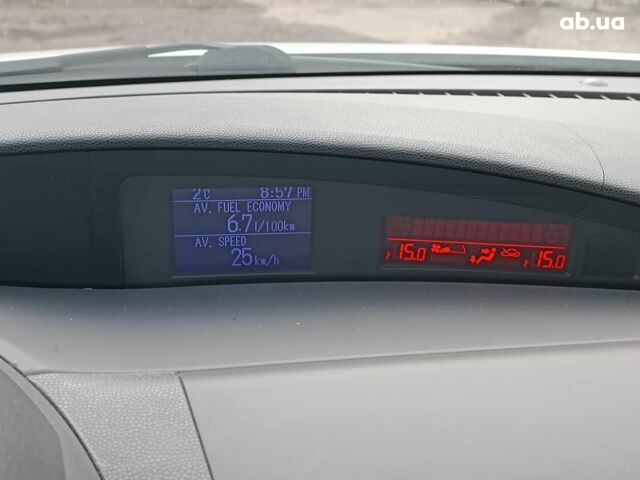 ab.ua
2°C 8:57 PM
AV. FUEL ECONOMY
6.7 l/100km
AV. SPEED
25 km/h
15.0 15.0